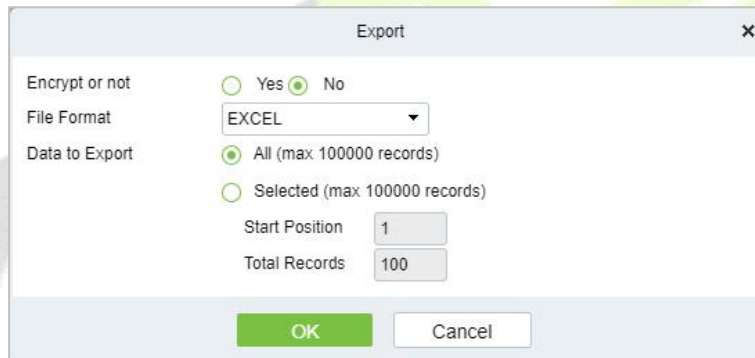 Export
Encrypt or not Yes No
File Format EXCEL
Data to Export All (max 100000 records)
Selected (max 100000 records)
Start Position 1
Total Records 100
OK Cancel